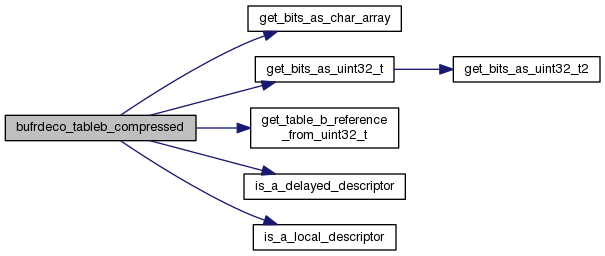 get_bits_as_char_array
get_bits_as_uint32_t
get_bits_as_uint32_t2
bufrdeco_tableb_compressed
get_table_b_reference
_from_uint32_t
is_a_delayed_descriptor
is_a_local_descriptor